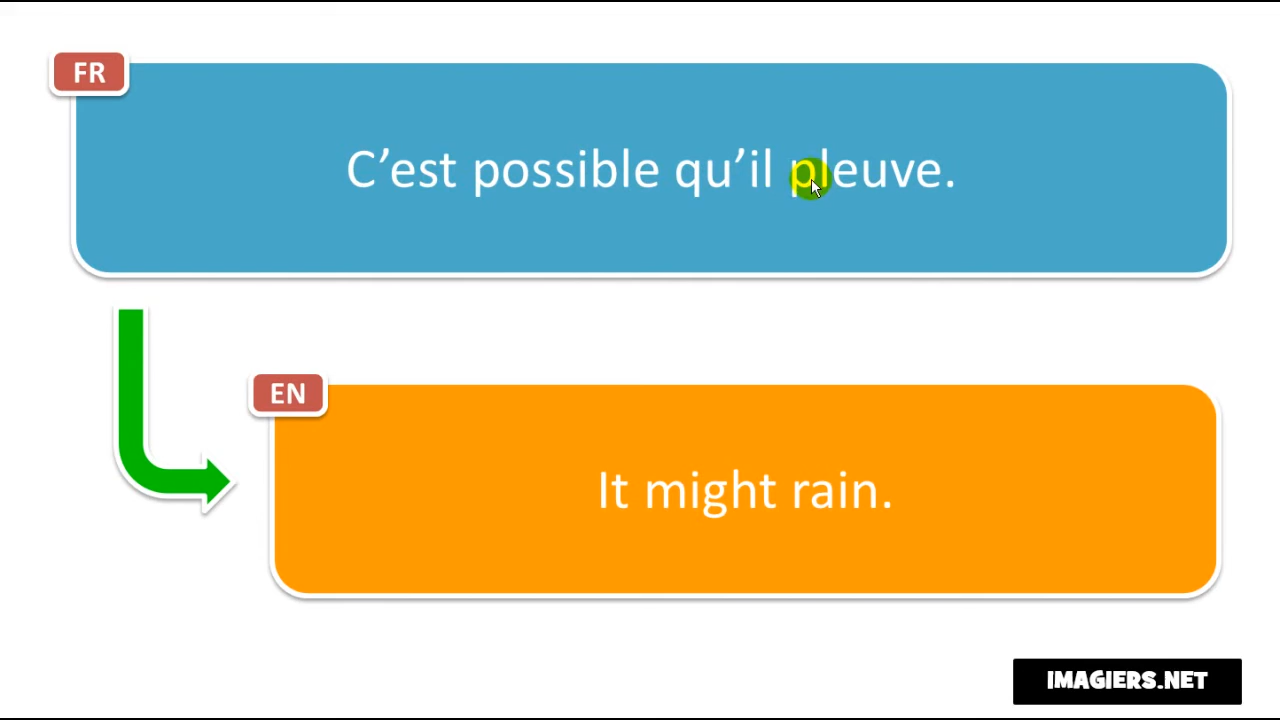 FR
C’est possible qu’il pleuve.
EN
It might rain.
IMAGIERS.NET